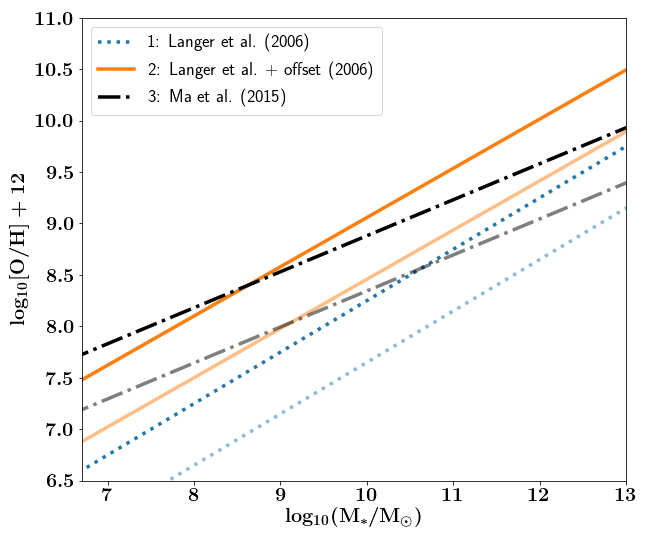 11.0
10.5
10.0
9.5
9.0
8.5
8.0
7.5
7.0
6.5
log₁₀[O/H] + 12
1: Langer et al. (2006)
2: Langer et al. + offset (2006)
3: Ma et al. (2015)
7 8 9 10 11 12 13
log₁₀(M*/M⊙)